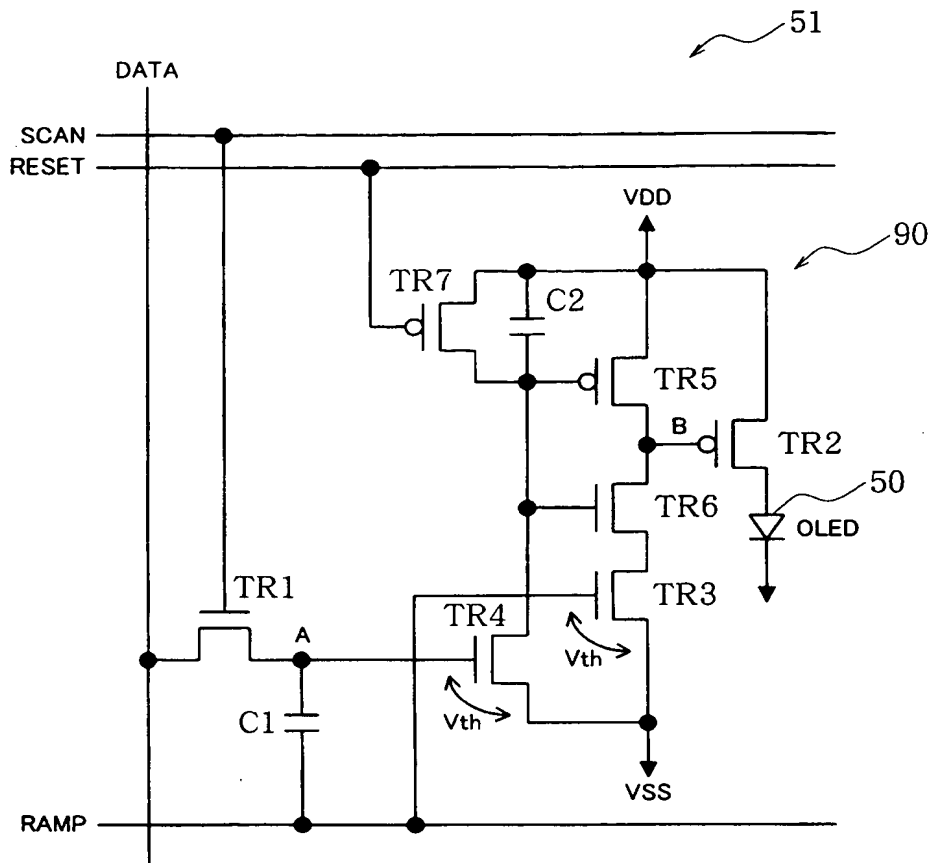 51
DATA
SCAN
RESET
VDD
90
TR7
C2
TR5
B
TR2
TR6
50
OLED
TR1
TR4
TR3
A
Vth
Vth
C1
VSS
RAMP